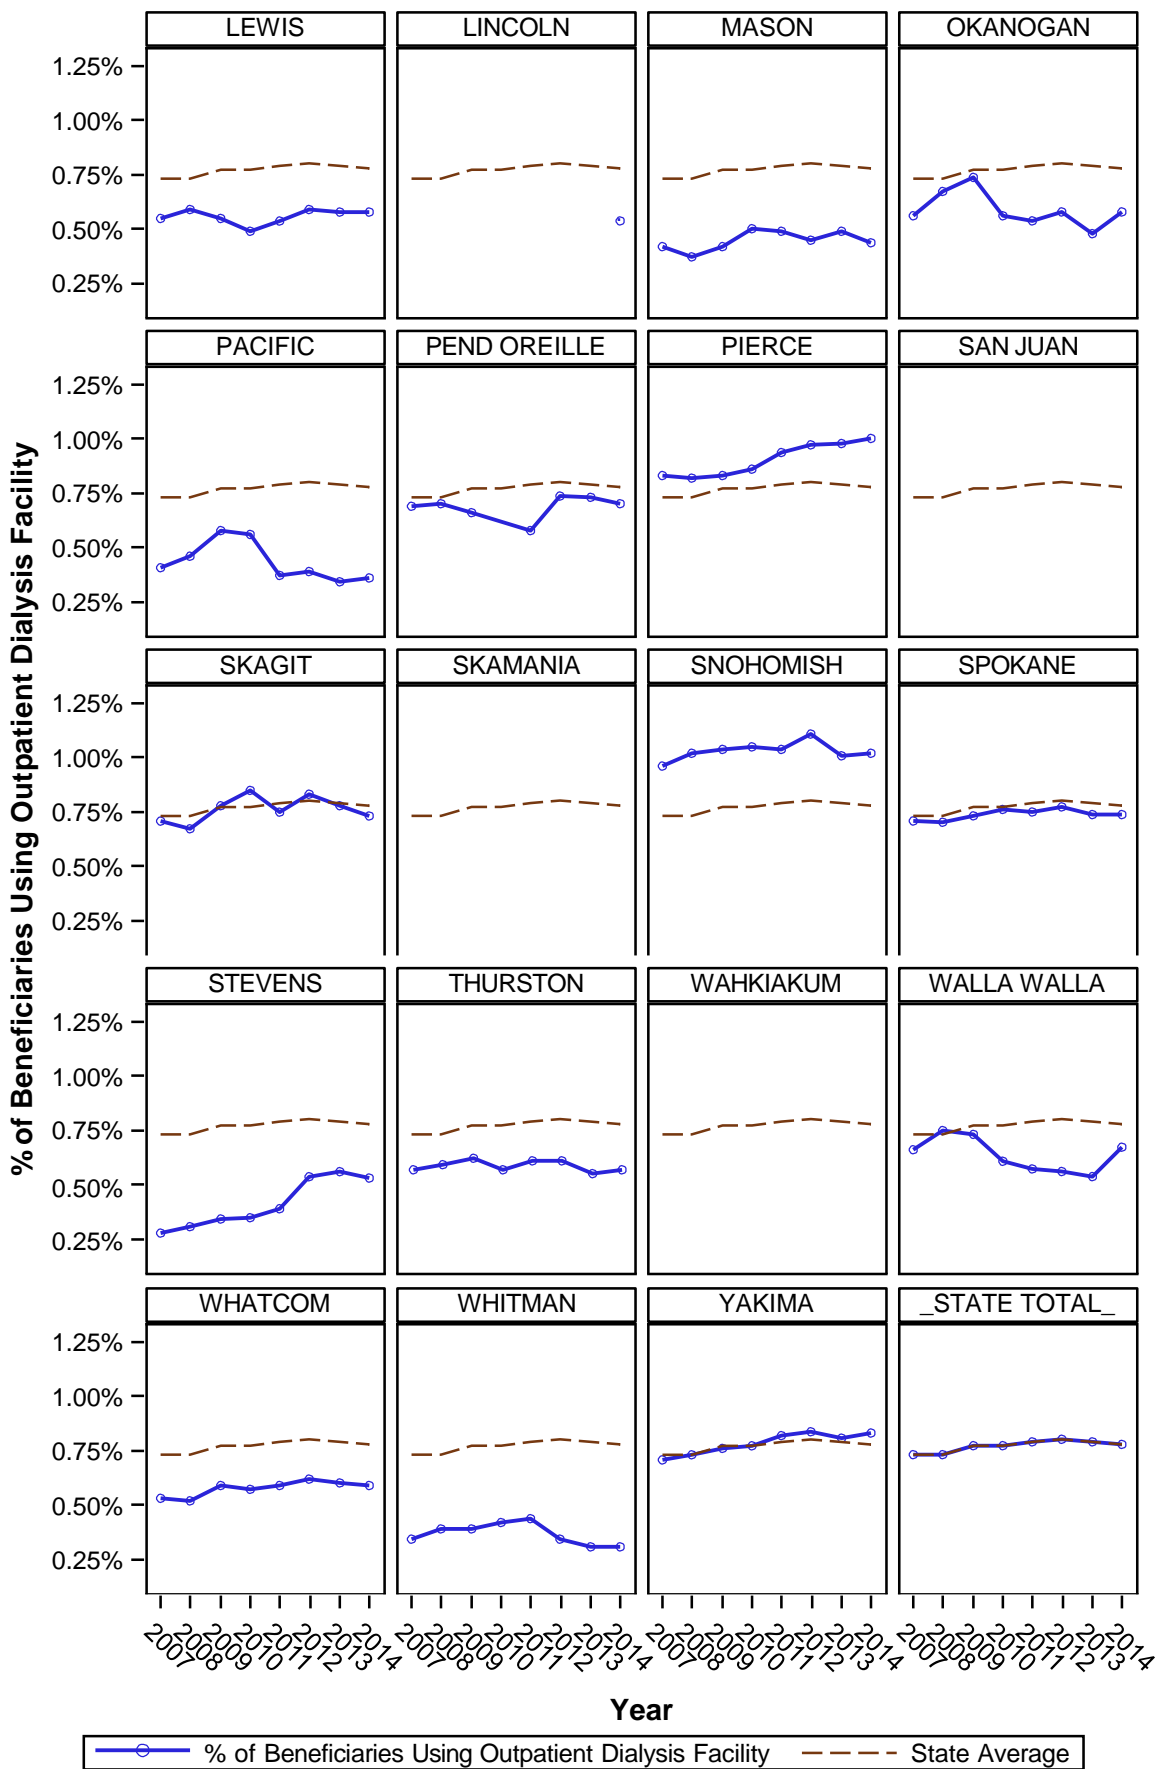 % of Beneficiaries Using Outpatient Dialysis Facility
LEWIS LINCOLN MASON OKANOGAN
1.25%
1.00%
0.75%
0.50%
0.25%
PACIFIC PEND OREILLE PIERCE SAN JUAN
1.25%
1.00%
0.75%
0.50%
0.25%
SKAGIT SKAMANIA SNOHOMISH SPOKANE
1.25%
1.00%
0.75%
0.50%
0.25%
STEVENS THURSTON WAHKIAKUM WALLA WALLA
1.25%
1.00%
0.75%
0.50%
0.25%
WHATCOM WHITMAN YAKIMA _STATE TOTAL_
1.25%
1.00%
0.75%
0.50%
0.25%
2007 2008 2009 2010 2011 2012 2013 2014 2007 2008 2009 2010 2011 2012 2013 2014 2007 2008 2009 2010 2011 2012 2013 2014 2007 2008 2009 2010 2011 2012 2013 2014
Year
% of Beneficiaries Using Outpatient Dialysis Facility State Average